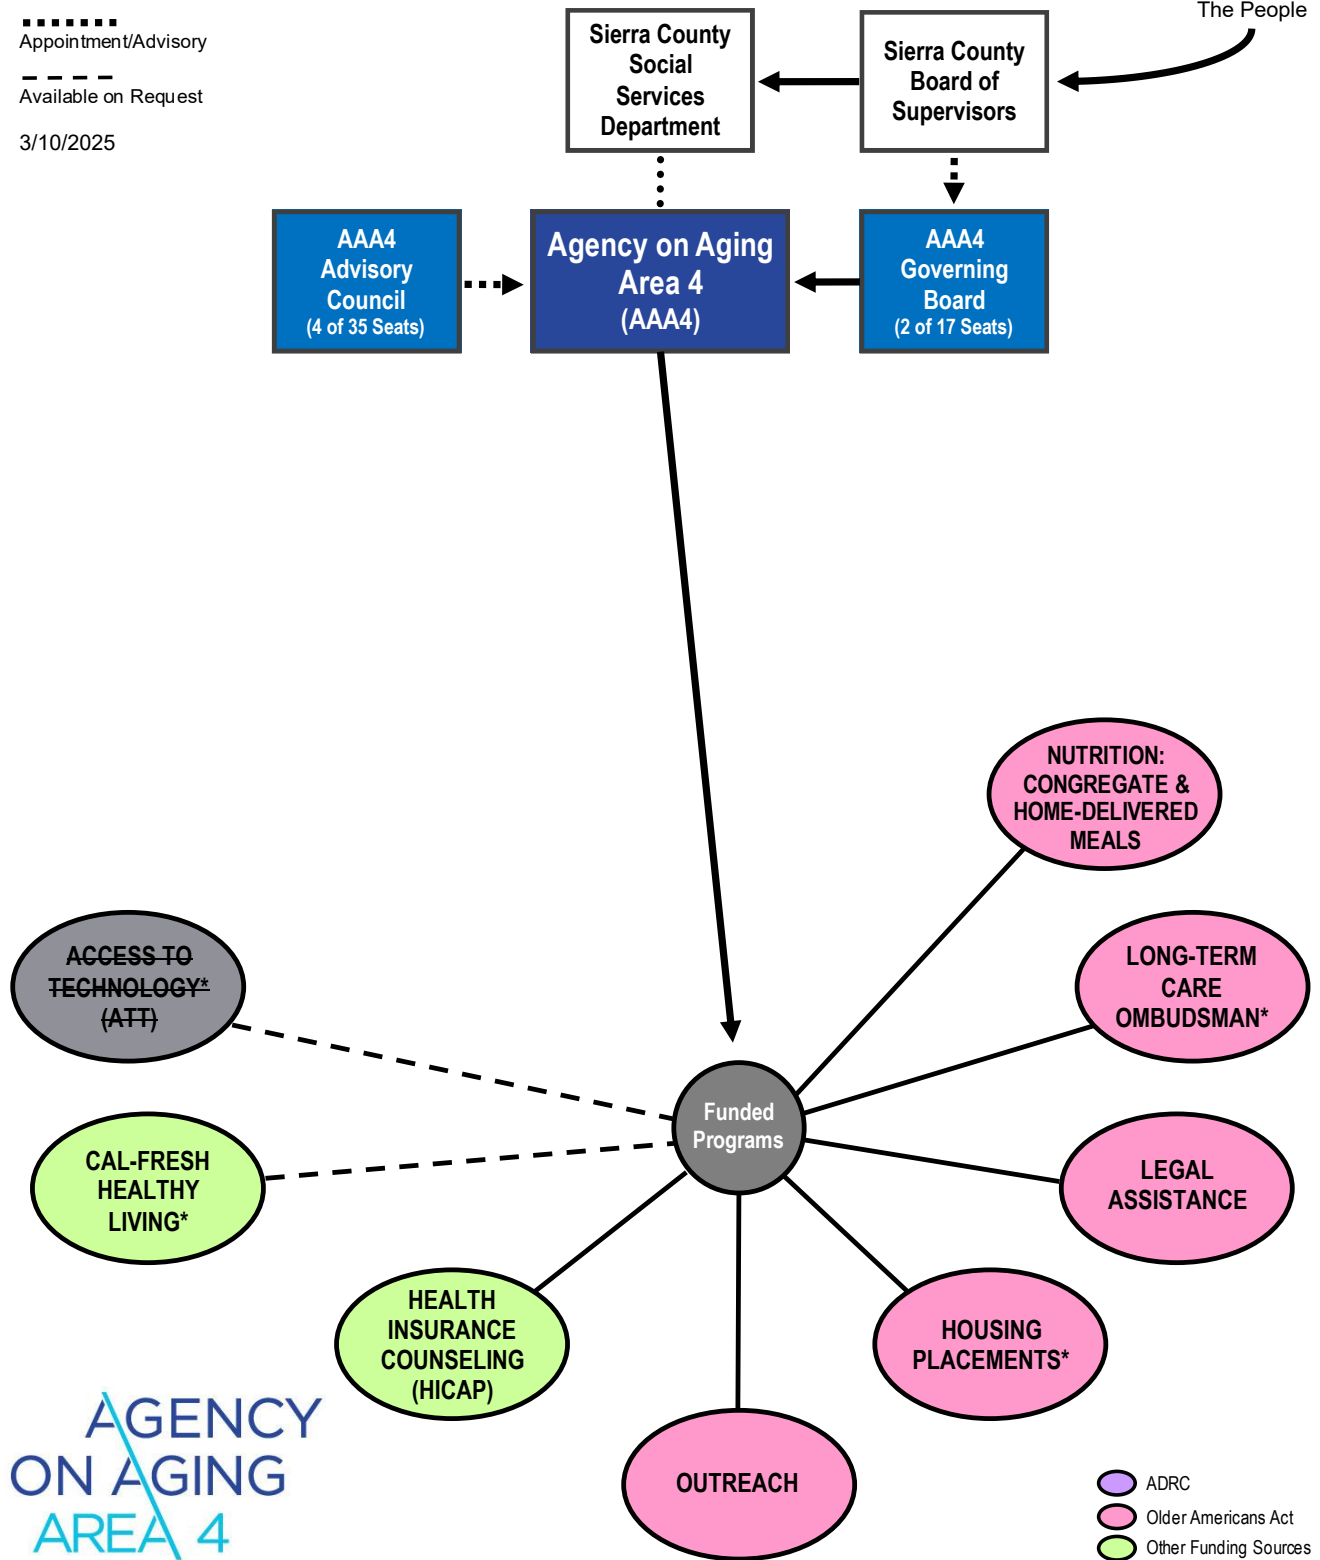 Appointment/Advisory
Available on Request
3/10/2025
The People
Sierra County
Social
Services
Department
Sierra County
Board of
Supervisors
AAA4
Advisory
Council
(4 of 35 Seats)
Agency on Aging
Area 4
(AAA4)
AAA4
Governing
Board
(2 of 17 Seats)
NUTRITION:
CONGREGATE &
HOME-DELIVERED
MEALS
ACCESS TO
TECHNOLOGY*
(ATT)
LONG-TERM
CARE
OMBUDSMAN*
Funded
Programs
CAL-FRESH
HEALTHY
LIVING*
LEGAL
ASSISTANCE
HEALTH
INSURANCE
COUNSELING
(HICAP)
HOUSING
PLACEMENTS*
OUTREACH
AGENCY
ON AGING
AREA 4
ADRC
Older Americans Act
Other Funding Sources